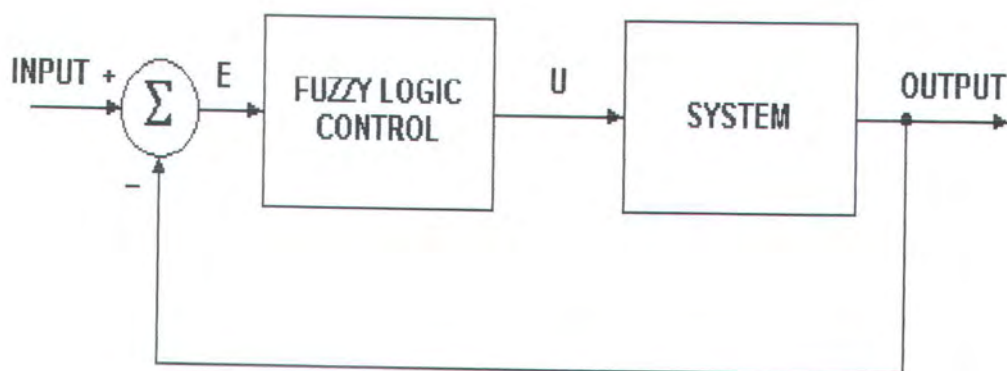 INPUT +
Σ
E
FUZZY LOGIC
CONTROL
U
SYSTEM
OUTPUT
−